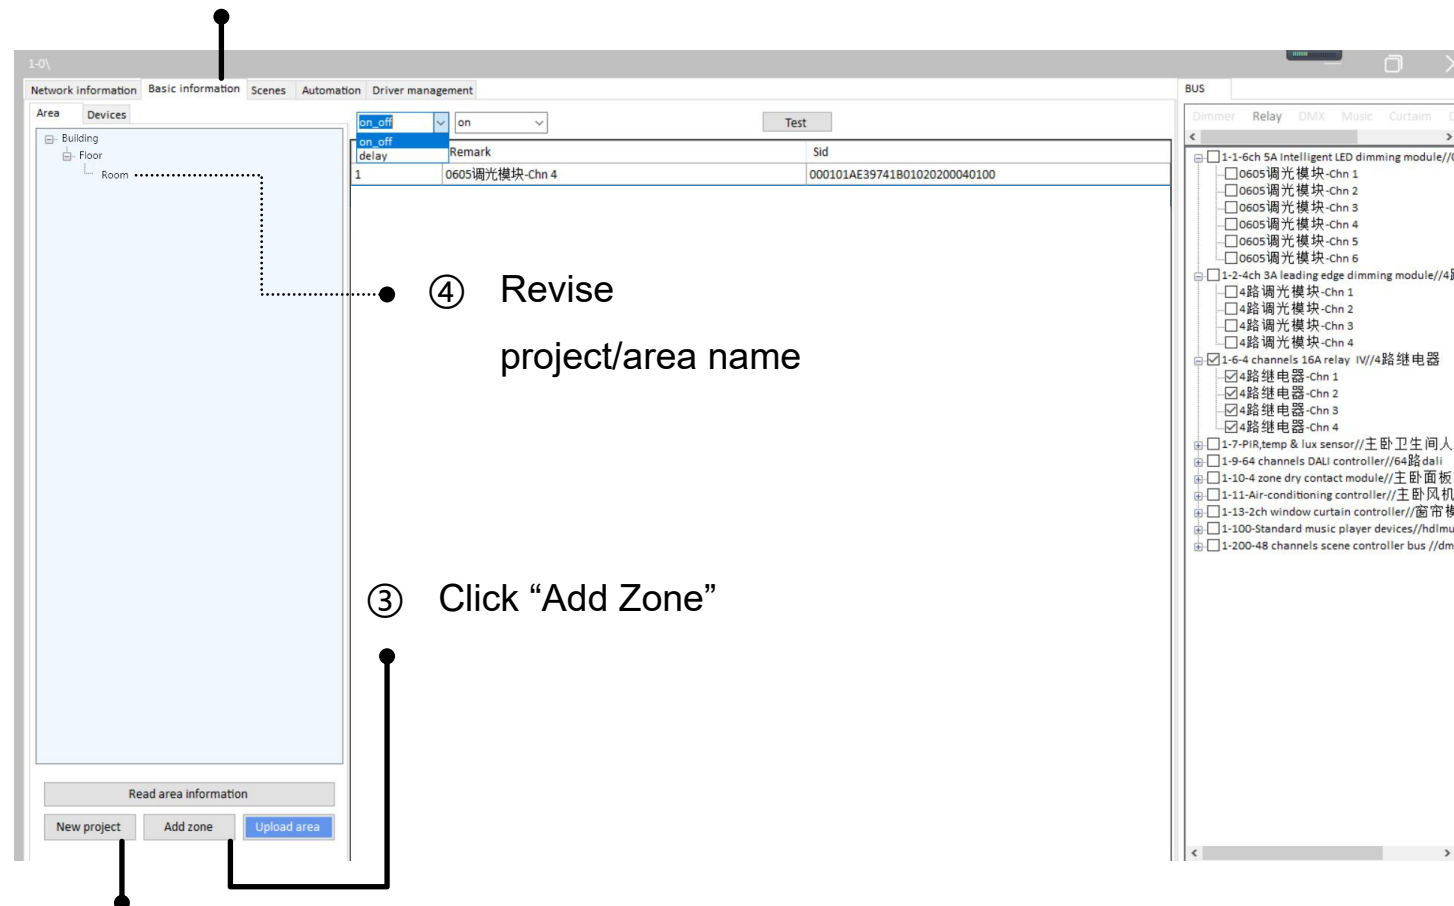 1-0\
Network information Basic information Scenes Automation Driver management
BUS
Area Devices
on_off on Test
Dimmer Relay DMX Music Curtaim
on_off
delay
Remark Sid
1 0605调光模块-Chn 4 000101AE39741B01020200040100
Building
Floor
Room
④ Revise
project/area name
③ Click “Add Zone”
Read area information
New project Add zone Upload area
1-1-6ch 5A Intelligent LED dimming module//
0605调光模块-Chn 1
0605调光模块-Chn 2
0605调光模块-Chn 3
0605调光模块-Chn 4
0605调光模块-Chn 5
0605调光模块-Chn 6
1-2-4ch 3A leading edge dimming module//4路
4路调光模块-Chn 1
4路调光模块-Chn 2
4路调光模块-Chn 3
4路调光模块-Chn 4
1-6-4 channels 16A relay IV//4路继电器
4路继电器-Chn 1
4路继电器-Chn 2
4路继电器-Chn 3
4路继电器-Chn 4
1-7-PIR,temp & lux sensor//主卧卫生间人
1-9-64 channels DALI controller//64路dali
1-10-4 zone dry contact module//主卧面板
1-11-Air-conditioning controller//主卧风机
1-13-2ch window curtain controller//窗帘模
1-100-Standard music player devices//hdlmu
1-200-48 channels scene controller bus //dm